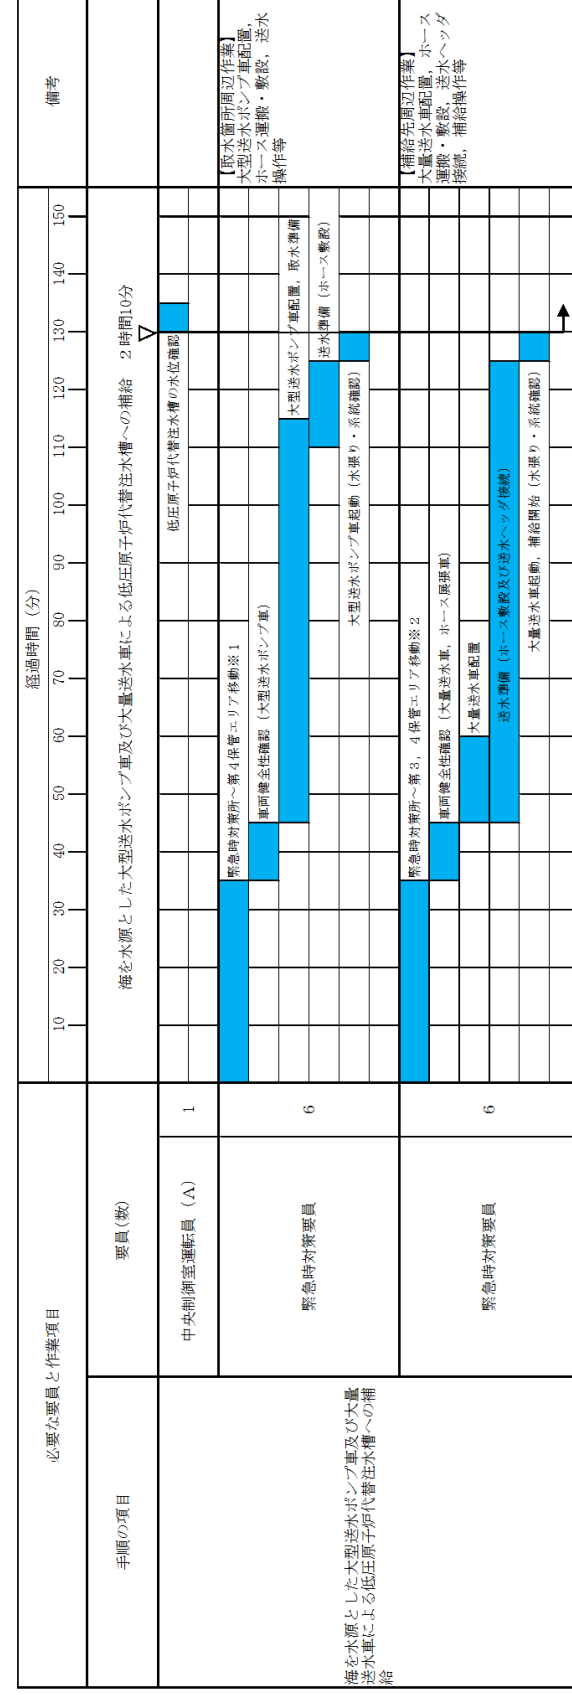 必要な要員と作業項目
経過時間（分）
備考
手順の項目
要員(数)
10 20 30 40 50 60 70 80 90 100 110 120 130 140 150
海を水源とした大型送水ポンプ車及び大量送水車による低圧原子炉代替注水槽への補給　２時間10分
海を水源とした大型送水ポンプ車及び大量
送水車による低圧原子炉代替注水槽への補
給
中央制御室運転員（Ａ）
1
低圧原子炉代替注水槽の水位確認
緊急時対策要員
6
緊急時対策所～第４保管エリア移動※１
車両健全性確認（大型送水ポンプ車）
大型送水ポンプ車配置，取水準備
送水準備（ホース敷設）
大型送水ポンプ車起動（水張り・系統確認）
【取水箇所周辺作業】
大型送水ポンプ車配置，
ホース運搬・敷設，送水
操作等
緊急時対策要員
6
緊急時対策所～第３，４保管エリア移動※２
車両健全性確認（大量送水車，ホース展張車）
大量送水車配置
送水準備（ホース敷設及び送水ヘッダ接続）
大量送水車起動，補給開始（水張り・系統確認）
【補給先周辺作業】
大量送水車配置，ホース
運搬・敷設，送水ヘッダ
接続，補給操作等